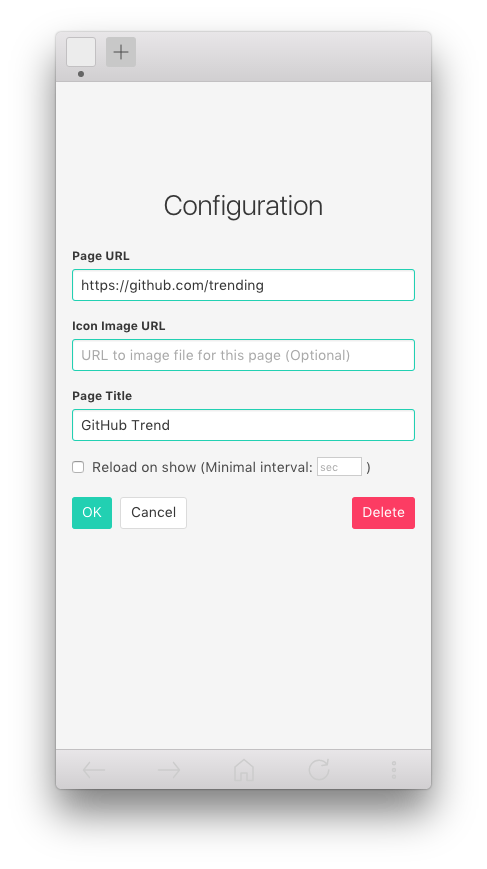 Configuration
Page URL
https://github.com/trending
Icon Image URL
URL to image file for this page (Optional)
Page Title
GitHub Trend
Reload on show (Minimal interval: sec )
OK Cancel Delete